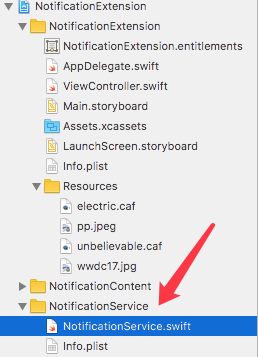 NotificationExtension
NotificationExtension
NotificationExtension.entitlements
AppDelegate.swift
ViewController.swift
Main.storyboard
Assets.xcassets
LaunchScreen.storyboard
Info.plist
Resources
electric.caf
pp.jpeg
unbelievable.caf
wwdc17.jpg
NotificationContent
NotificationService
NotificationService.swift
Info.plist